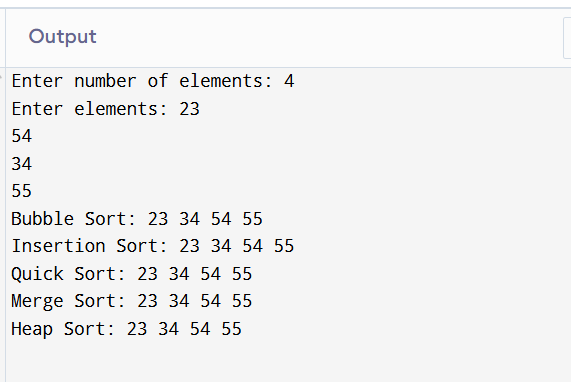 Output
Enter number of elements: 4
Enter elements: 23
54
34
55
Bubble Sort: 23 34 54 55
Insertion Sort: 23 34 54 55
Quick Sort: 23 34 54 55
Merge Sort: 23 34 54 55
Heap Sort: 23 34 54 55